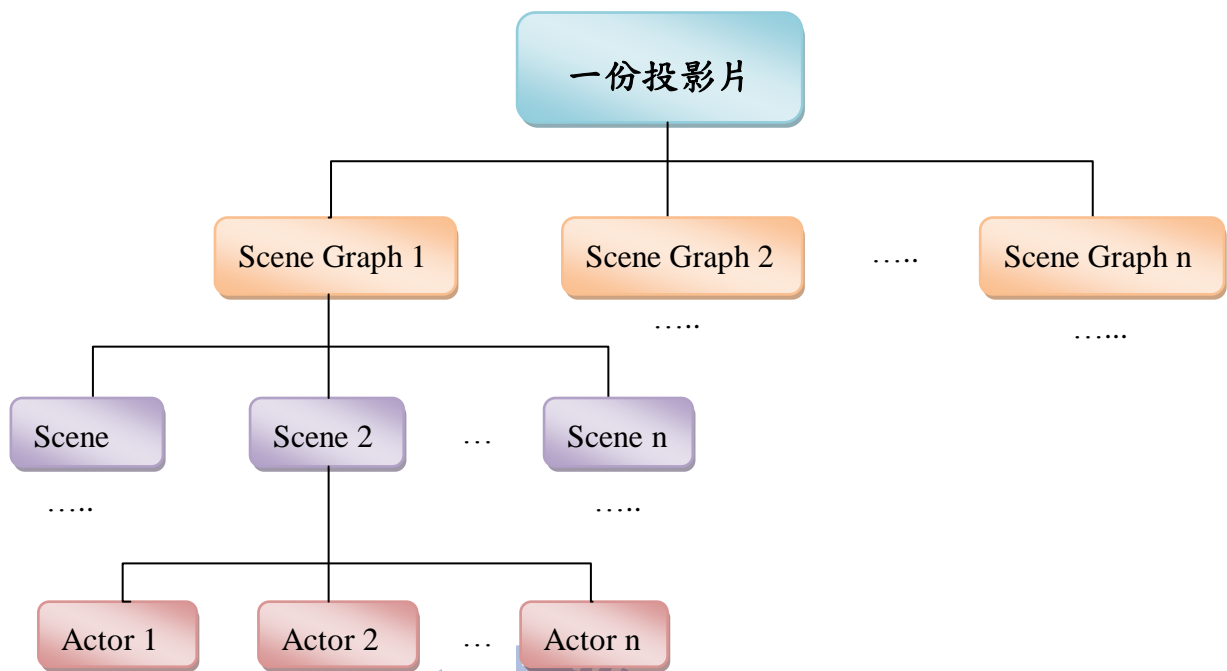 一份投影片
Scene Graph 1
Scene Graph 2
…..
Scene Graph n
…..
…...
Scene
Scene 2
…
Scene n
…..
…..
Actor 1
Actor 2
…
Actor n